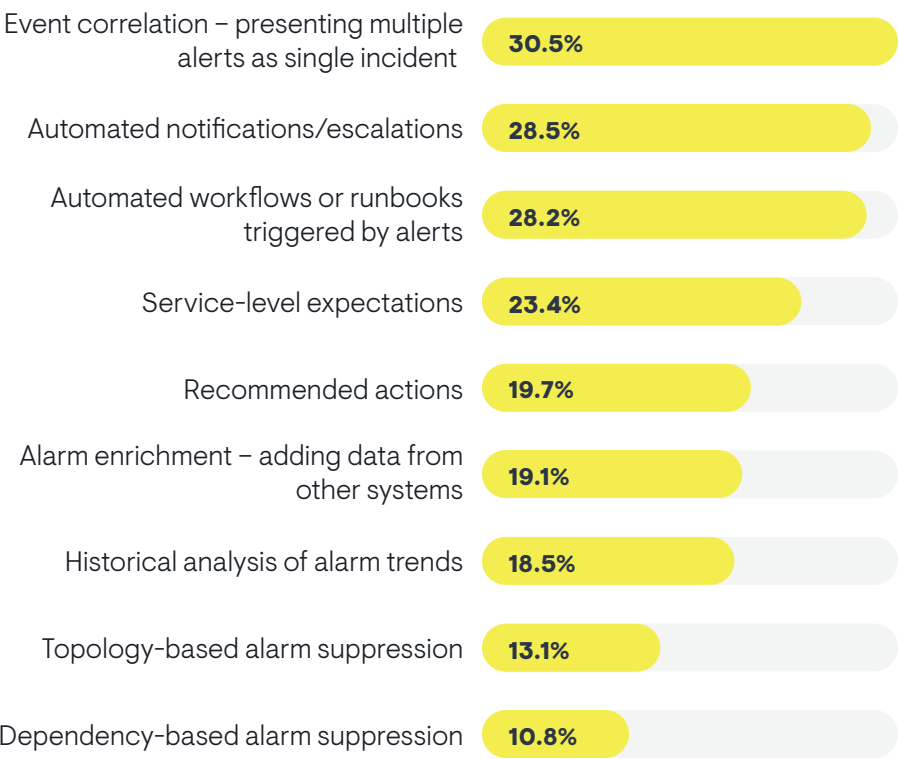 Event correlation – presenting multiple
alerts as single incident
30.5%
Automated notifications/escalations
28.5%
Automated workflows or runbooks
triggered by alerts
28.2%
Service-level expectations
23.4%
Recommended actions
19.7%
Alarm enrichment – adding data from
other systems
19.1%
Historical analysis of alarm trends
18.5%
Topology-based alarm suppression
13.1%
Dependency-based alarm suppression
10.8%